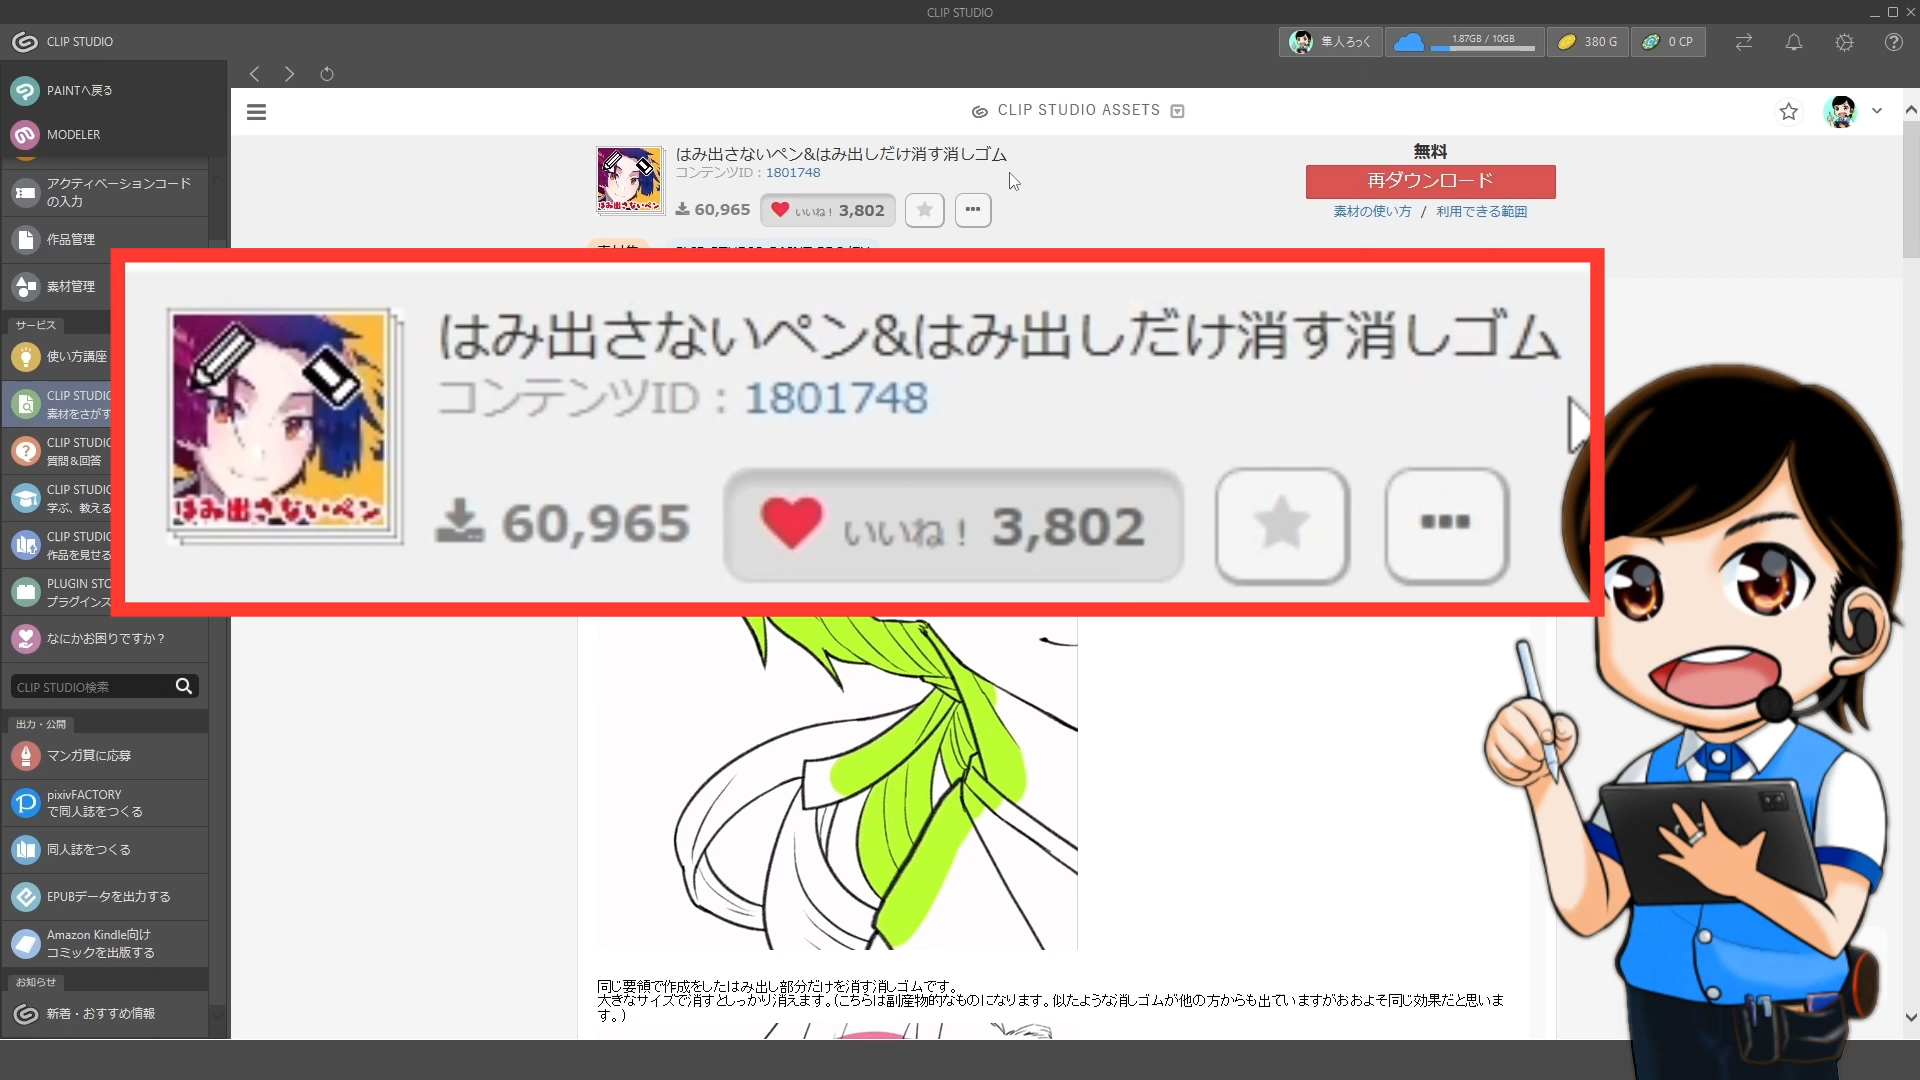 CLIP STUDIO
CLIP STUDIO
隼人ろっく
1.87GB / 10GB
380 G
0 CP
PAINTへ戻る
MODELER
アクティベーションコード
の入力
作品管理
素材管理
サービス
使い方講座
CLIP STUDIO
素材をさがす
CLIP STUDIO
質問＆回答
CLIP STUDIO
学ぶ、教える
CLIP STUDIO
作品を見せる
PLUGIN STO
プラグインス
なにかお困りですか？
CLIP STUDIO検索
出力・公開
マンガ賞に応募
pixivFACTORY
で同人誌をつくる
同人誌をつくる
EPUBデータを出力する
Amazon Kindle向け
コミックを出版する
お知らせ
新着・おすすめ情報
CLIP STUDIO ASSETS
はみ出さないペン&はみ出しだけ消す消しゴム
コンテンツID：1801748
60,965
いいね！ 3,802
はみ出さないペン
無料
再ダウンロード
素材の使い方 / 利用できる範囲
はみ出さないペン&はみ出しだけ消す消しゴム
コンテンツID：1801748
60,965
いいね！ 3,802
はみ出さないペン
同じ要領で作成をしたはみ出し部分だけを消す消しゴムです。
大きなサイズで消すとしっかり消えます。(こちらは副産物的なものになります。似たような消しゴムが他の方からも出ていますがおおよそ同じ効果だと思いま
す。)